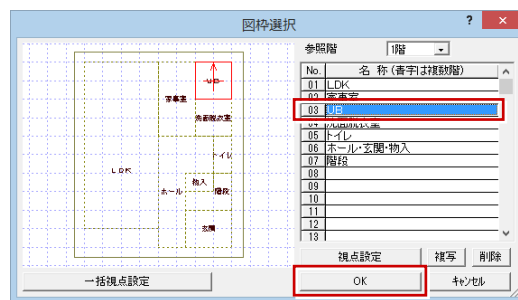 図枠選択
?
×
参照階 1階
No. 名 称(青字は複数階)
01 LDK
02 家事室
03 UB
04 洗面脱衣室
05 トイレ
06 ホール・玄関・物入
07 階段
08
09
10
11
12
13
UB
家事室
洗面脱衣室
トイレ
LDK
物入
ホール
階段
玄関
視点設定 複写 削除
一括視点設定 OK キャンセル